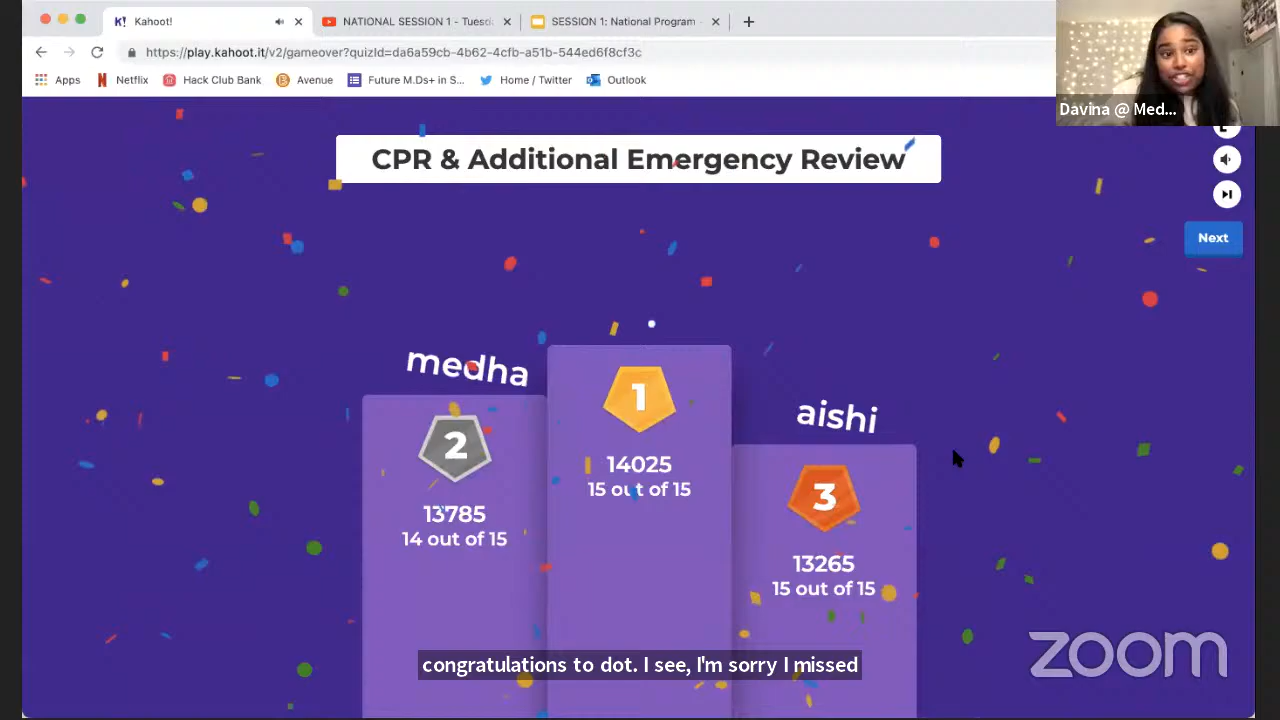 K! Kahoot!
NATIONAL SESSION 1 - Tuesd
SESSION 1: National Program -
https://play.kahoot.it/v2/gameover?quizId=da6a59cb-4b62-4cfb-a51b-544ed6f8cf3c
Apps
Netflix
Hack Club Bank
Avenue
Future M.Ds+ in S...
Home / Twitter
Outlook
Davina @ Med...
CPR & Additional Emergency Review
Next
medha
1
aishi
2
14025
15 out of 15
3
13785
14 out of 15
13265
15 out of 15
congratulations to dot. I see, I'm sorry I missed
zoom